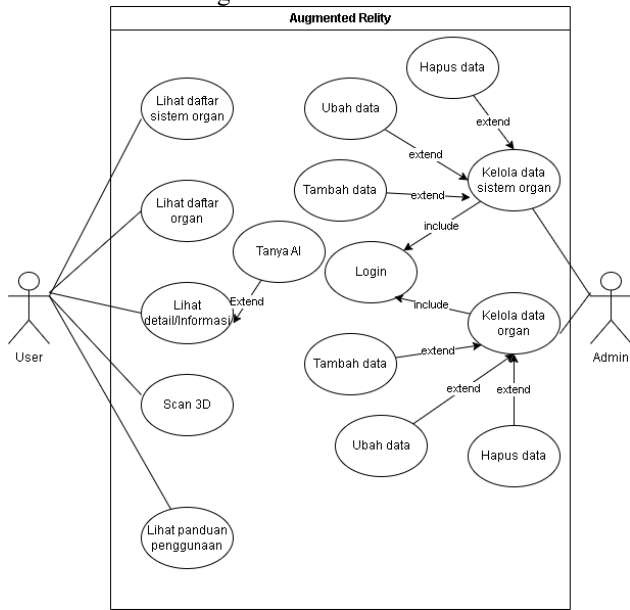 Augmented Relity
Hapus data
Lihat daftar
sistem organ
Ubah data
extend
extend
Kelola data
sistem organ
Tambah data
extend
Lihat daftar
organ
include
Tanya AI
Login
Extend
include
Lihat
detail/Informasi
Kelola data
organ
User
Admin
Tambah data
extend
extend
extend
Scan 3D
Ubah data
Hapus data
Lihat panduan
penggunaan